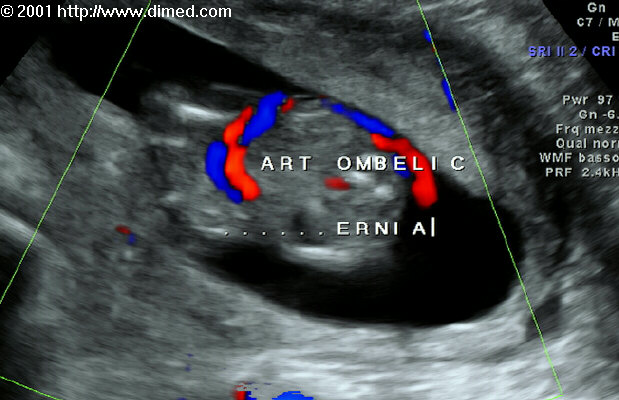 © 2001 http://www.dimed.com
Gn
C7 / M
E
SRI II 2 / CRI
Pwr 97
Gn -6.
Frq mezz
Qual nor
WMF basso
PRF 2.4kH
ART OMBELIC
. . . . . . ERNIA